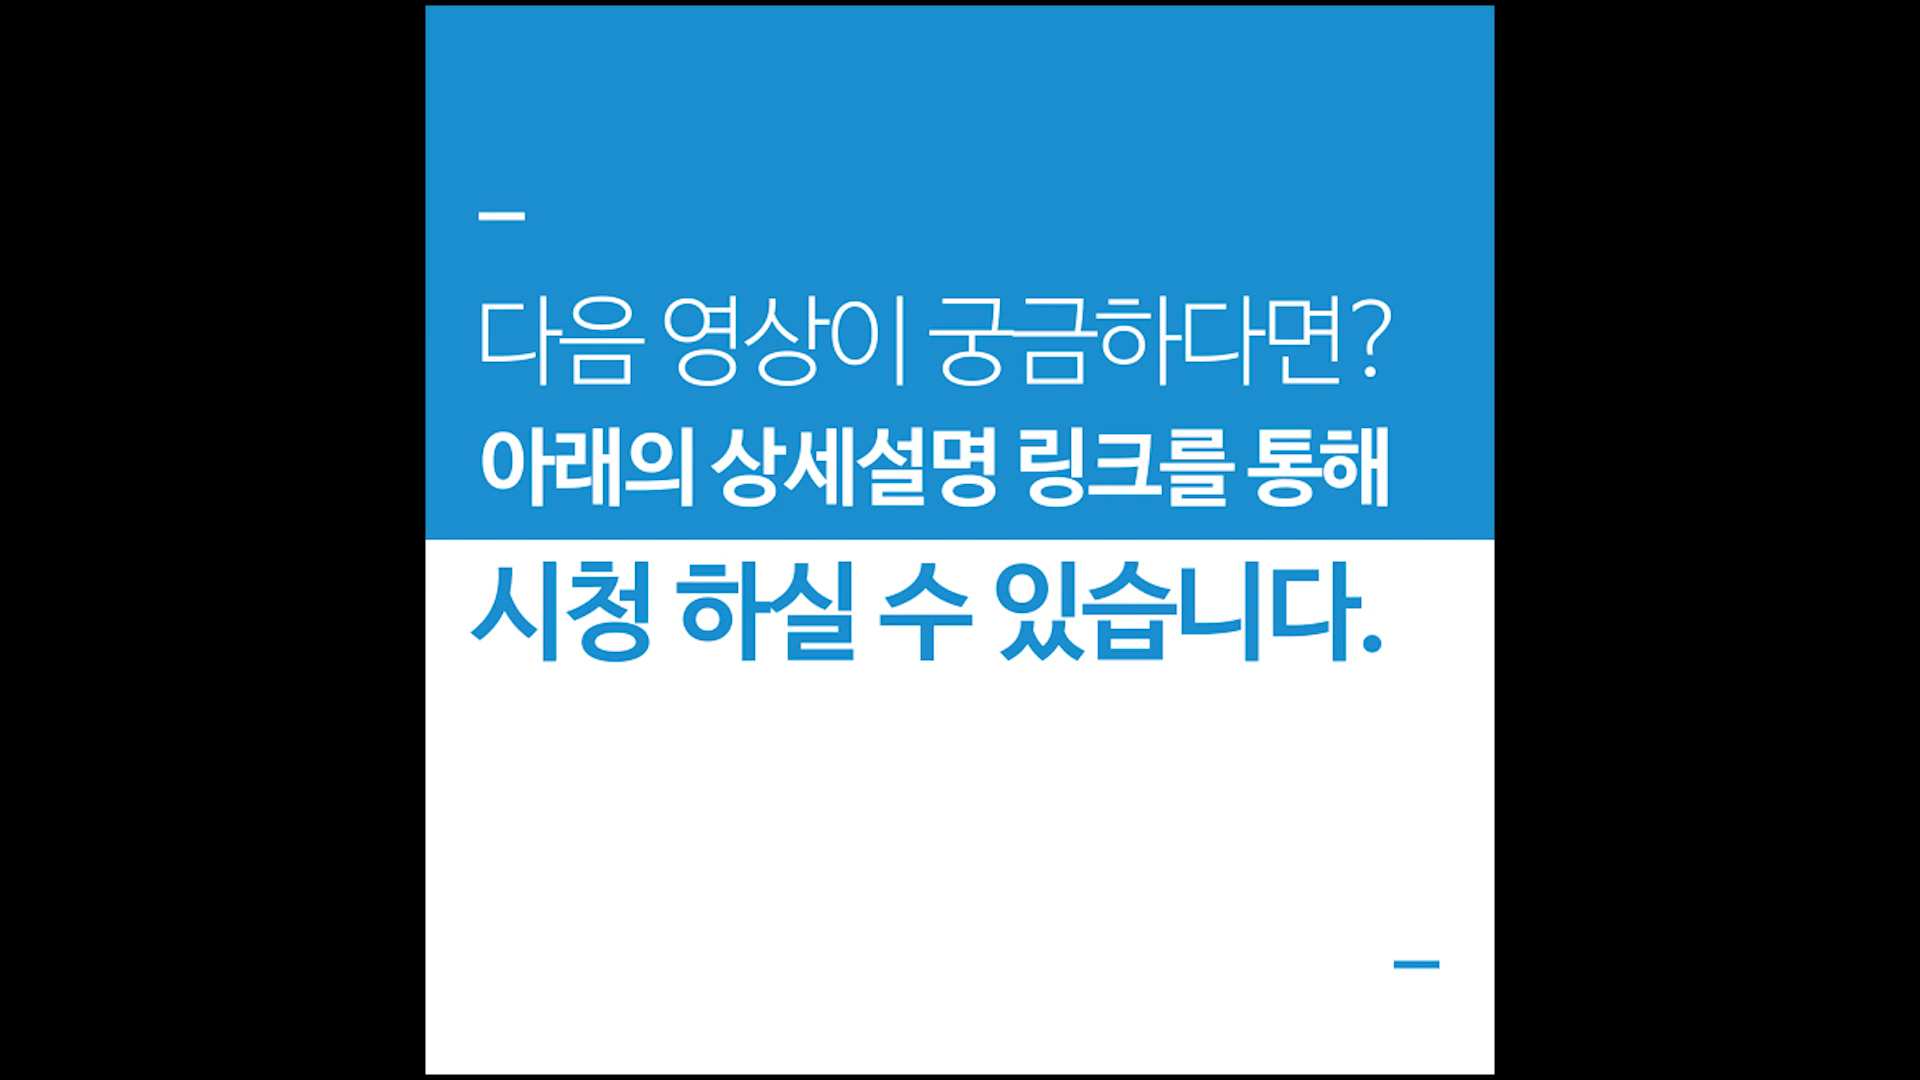 다음 영상이 궁금하다면?
아래의 상세설명 링크를 통해
시청 하실 수 있습니다.